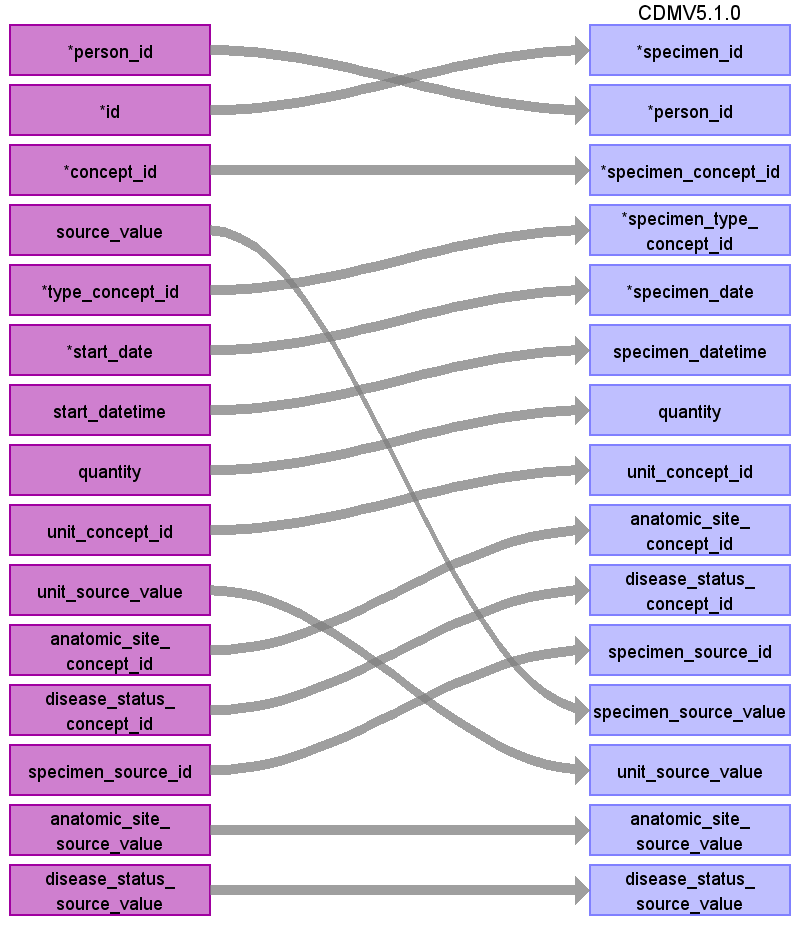 CDMV5.1.0
*person_id
*specimen_id
*id
*person_id
*concept_id
*specimen_concept_id
source_value
*specimen_type_
concept_id
*type_concept_id
*specimen_date
*start_date
specimen_datetime
start_datetime
quantity
quantity
unit_concept_id
unit_concept_id
anatomic_site_
concept_id
unit_source_value
disease_status_
concept_id
anatomic_site_
concept_id
specimen_source_id
disease_status_
concept_id
specimen_source_value
specimen_source_id
unit_source_value
anatomic_site_
source_value
anatomic_site_
source_value
disease_status_
source_value
disease_status_
source_value